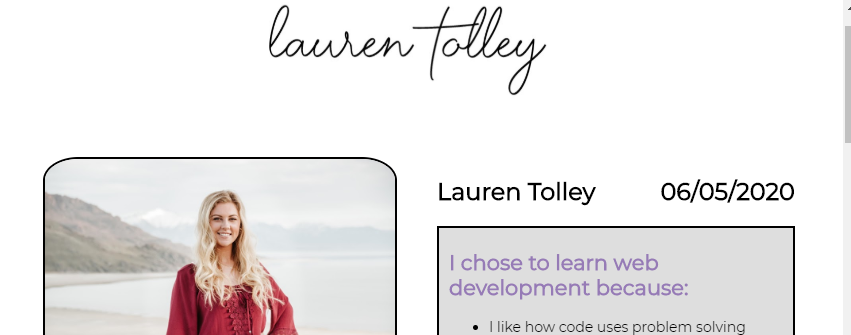 lauren tolley
Lauren Tolley 06/05/2020
I chose to learn web
development because:
I like how code uses problem solving